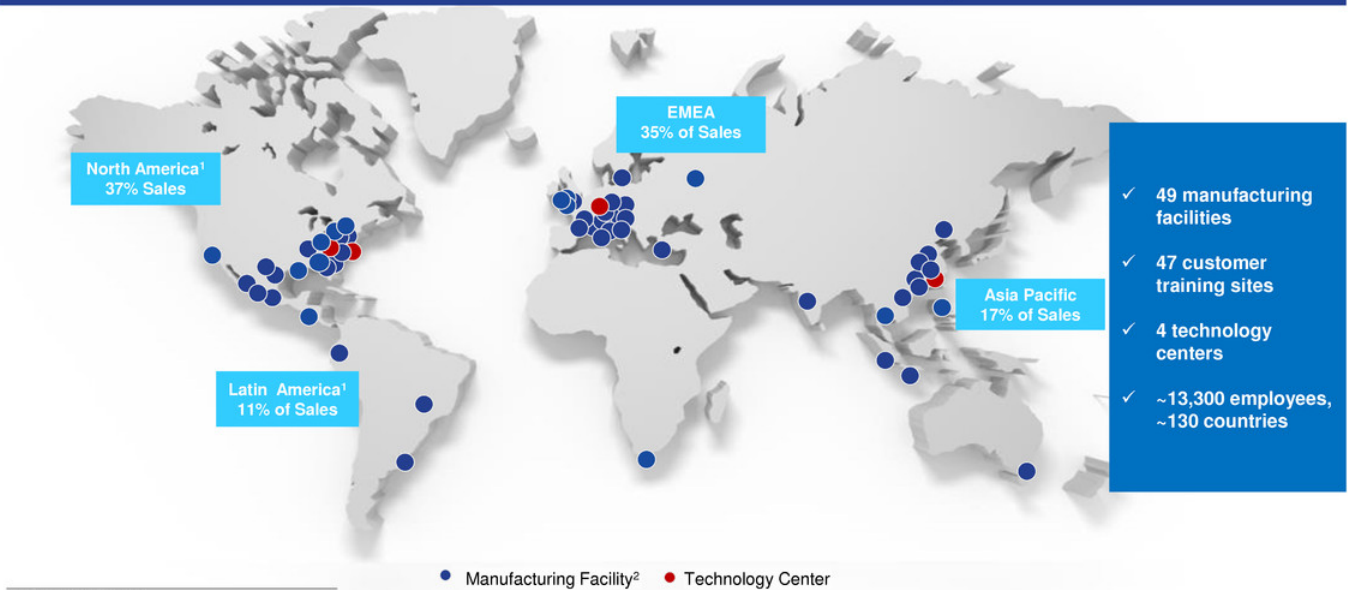 EMEA
35% of Sales
North America¹
37% Sales
Asia Pacific
17% of Sales
Latin America¹
11% of Sales
✓ 49 manufacturing
facilities
✓ 47 customer
training sites
✓ 4 technology
centers
✓ ~13,300 employees,
~130 countries
Manufacturing Facility² Technology Center